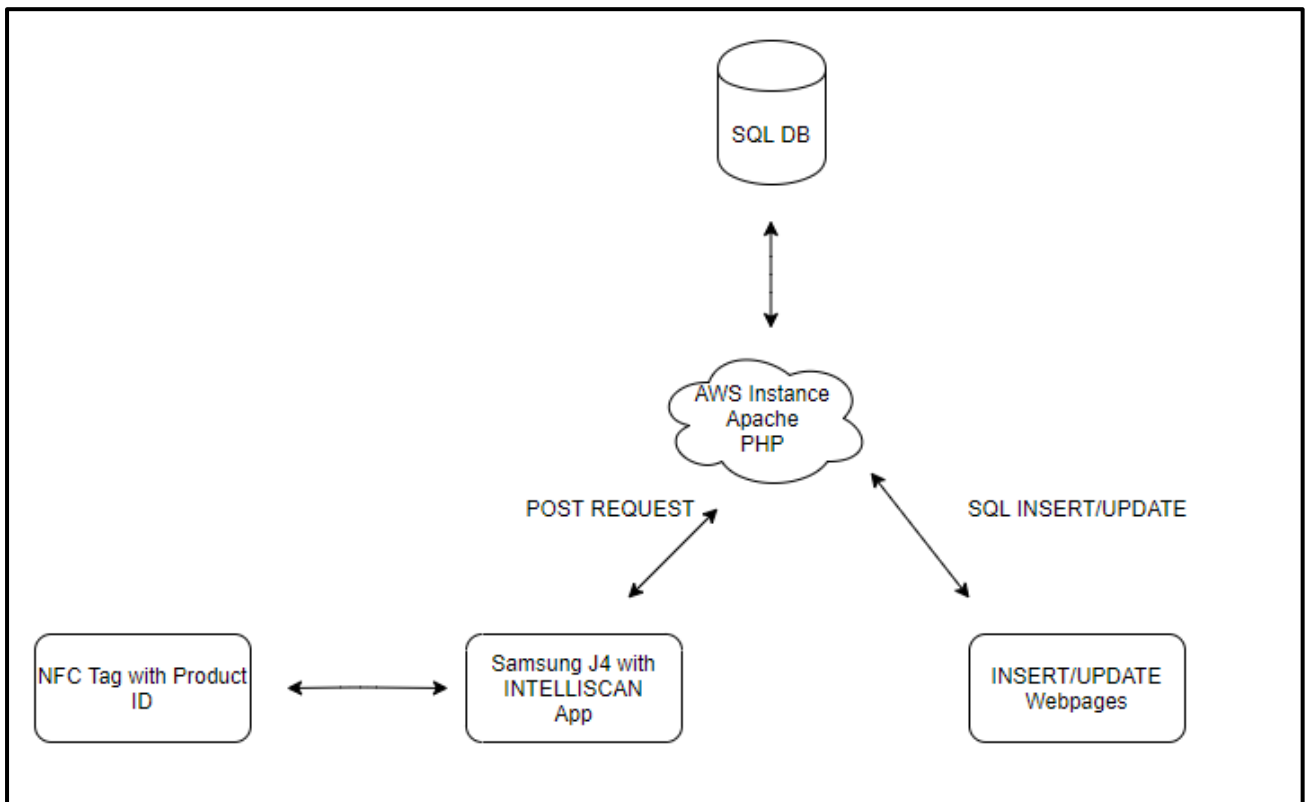 SQL DB
AWS Instance
Apache
PHP
POST REQUEST
SQL INSERT/UPDATE
NFC Tag with Product
ID
Samsung J4 with
INTELLISCAN
App
INSERT/UPDATE
Webpages